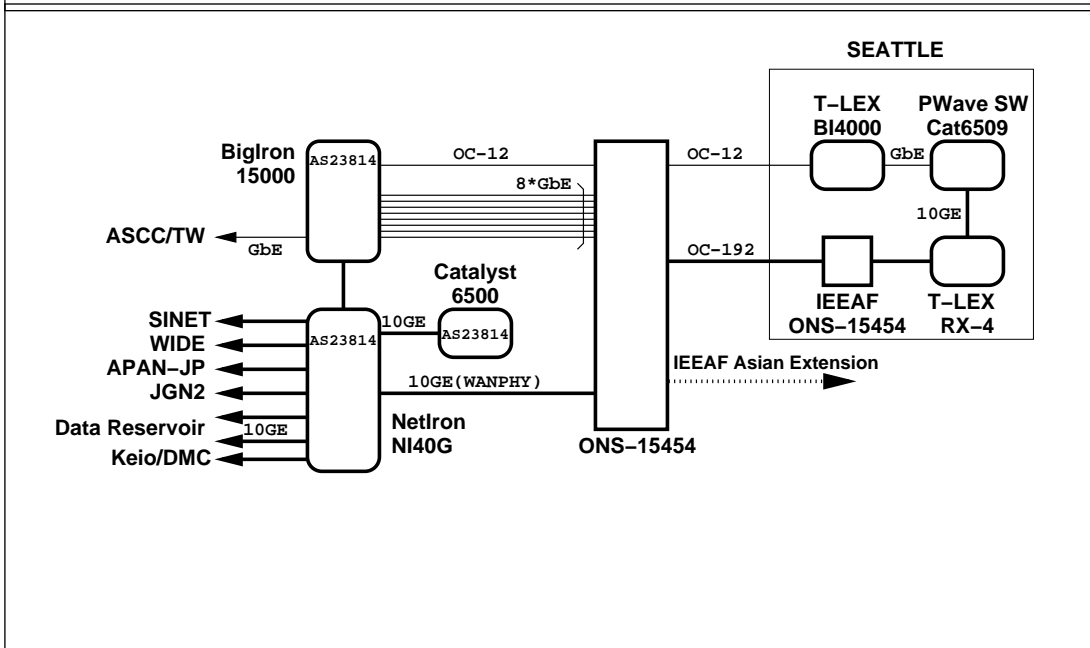 SEATTLE
T−LEX
BI4000
PWave SW
Cat6509
BigIron
15000
AS23814
OC-12
OC-12
GbE
8*GbE
10GE
ASCC/TW
GbE
OC-192
Catalyst
6500
IEEAF
ONS−15454
T−LEX
RX−4
SINET
AS23814
10GE
AS23814
WIDE
APAN−JP
IEEAF Asian Extension
JGN2
10GE(WANPHY)
Data Reservoir
10GE
NetIron
NI40G
ONS−15454
Keio/DMC